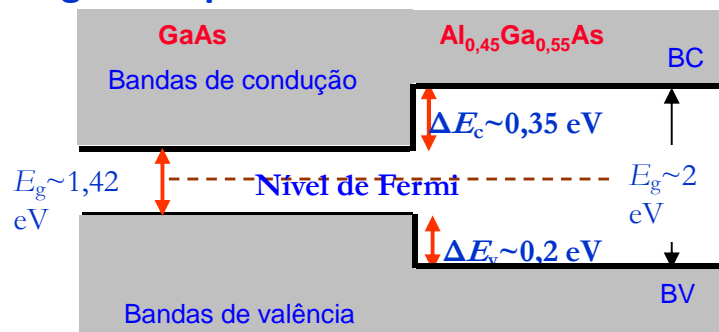 GaAs
Al0,45Ga0,55As
Bandas de condução
BC
ΔEc~0,35 eV
Eg~1,42
eV
Nível de Fermi
Eg~2
eV
ΔEv~0,2 eV
BV
Bandas de valência